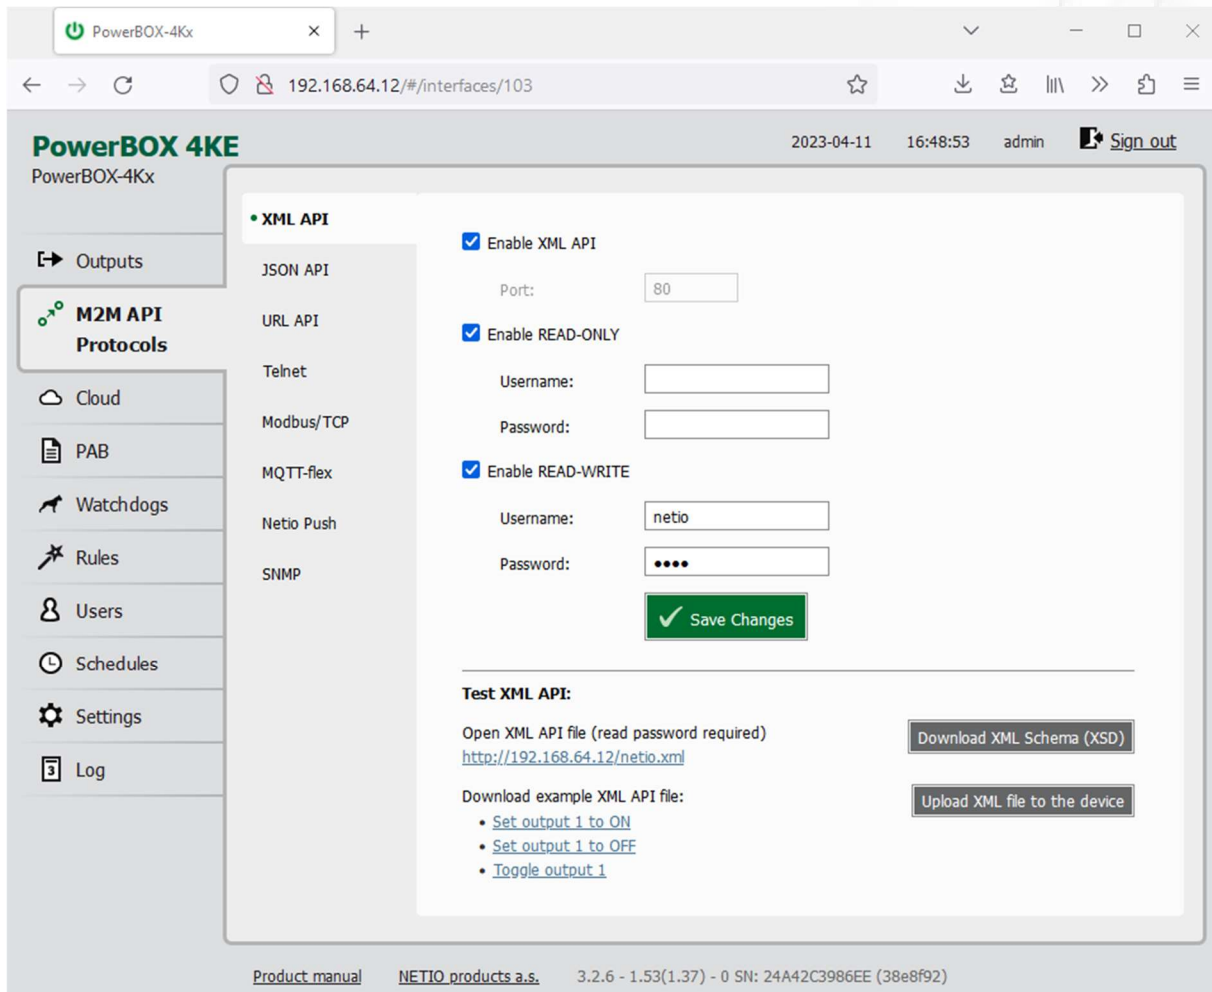 PowerBOX-4Kx
192.168.64.12/#/interfaces/103
PowerBOX 4KE
PowerBOX-4Kx
2023-04-11 16:48:53 admin Sign out
Outputs
M2M API
Protocols
Cloud
PAB
Watchdogs
Rules
Users
Schedules
Settings
3 Log
XML API
JSON API
URL API
Telnet
Modbus/TCP
MQTT-flex
Netio Push
SNMP
Enable XML API
Port: 80
Enable READ-ONLY
Username:
Password:
Enable READ-WRITE
Username: netio
Password: ••••
Save Changes
Test XML API:
Open XML API file (read password required)
http://192.168.64.12/netio.xml
Download XML Schema (XSD)
Download example XML API file:
Upload XML file to the device
• Set output 1 to ON
• Set output 1 to OFF
• Toggle output 1
Product manual NETIO products a.s. 3.2.6 - 1.53(1.37) - 0 SN: 24A42C3986EE (38e8f92)